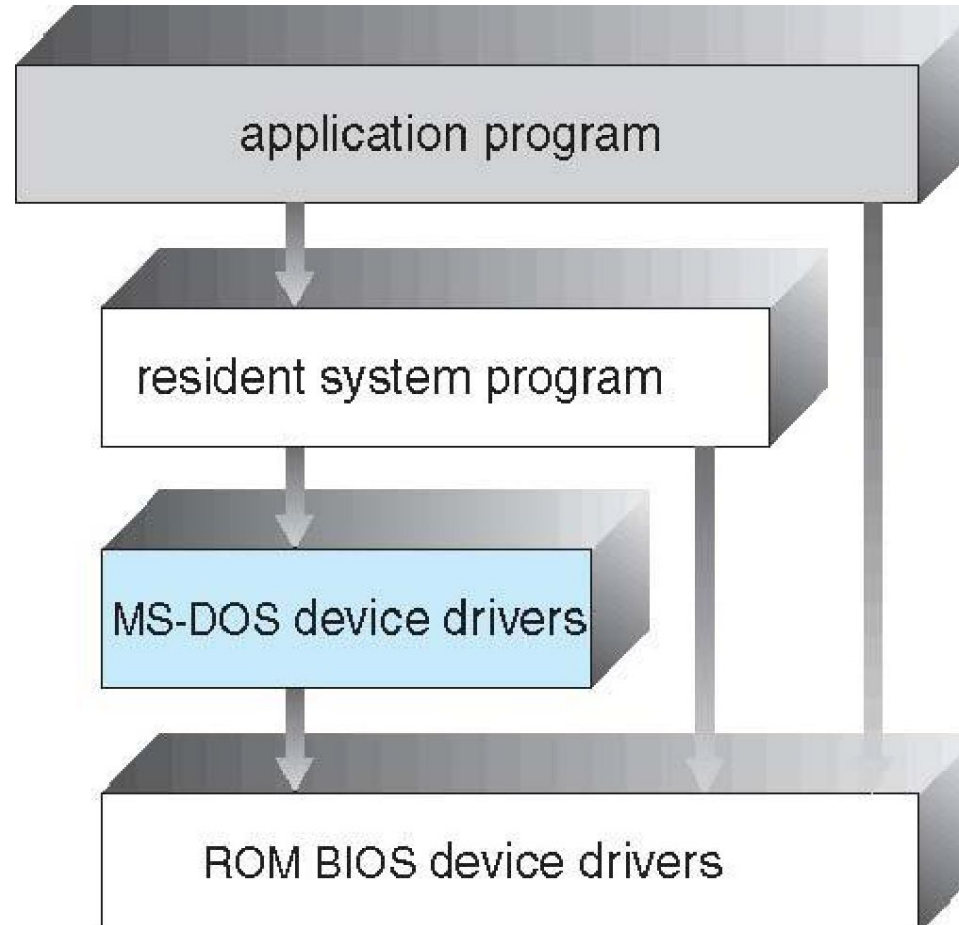 application program
resident system program
MS-DOS device drivers
ROM BIOS device drivers